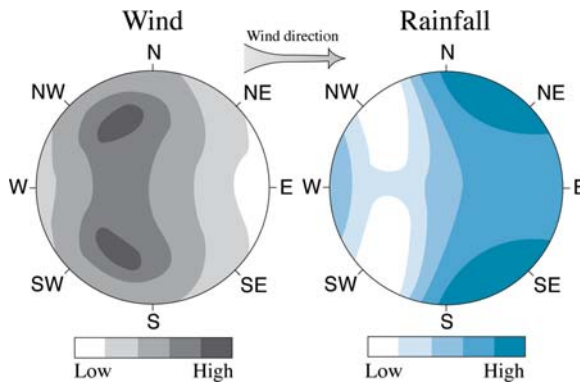 Wind
Wind direction
Rainfall
N
NW
NE
W
E
SW
SE
S
Low
High
N
NW
NE
W
E
SW
SE
S
Low
High